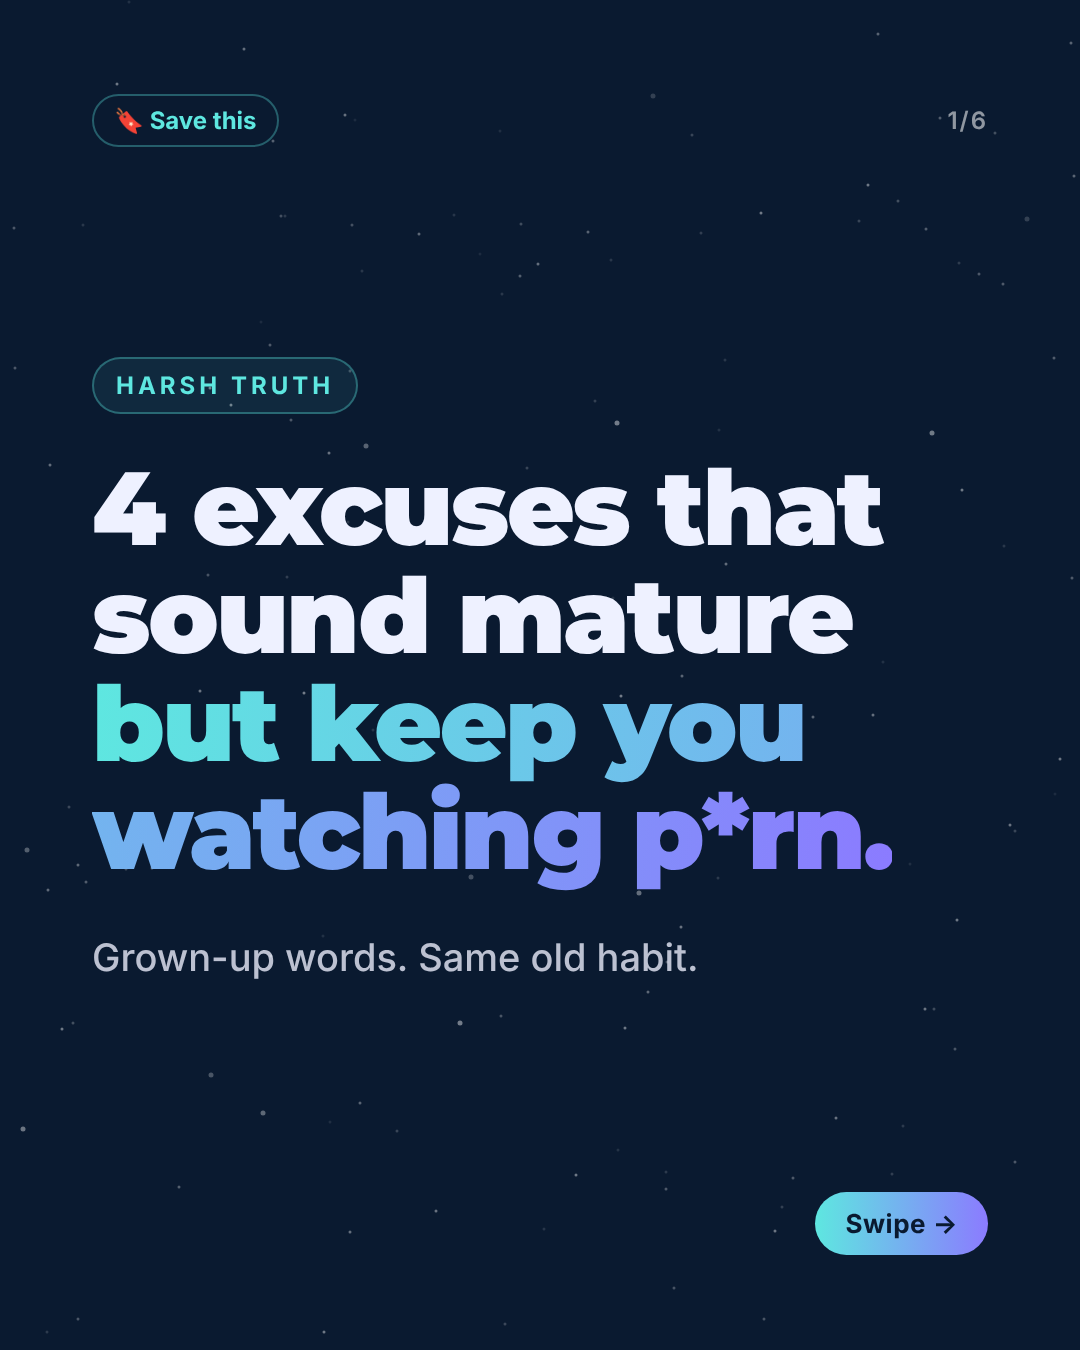 🔖 Save this
1/6
HARSH TRUTH
4 excuses that
sound mature
but keep you
watching p*rn.
Grown-up words. Same old habit.
Swipe →